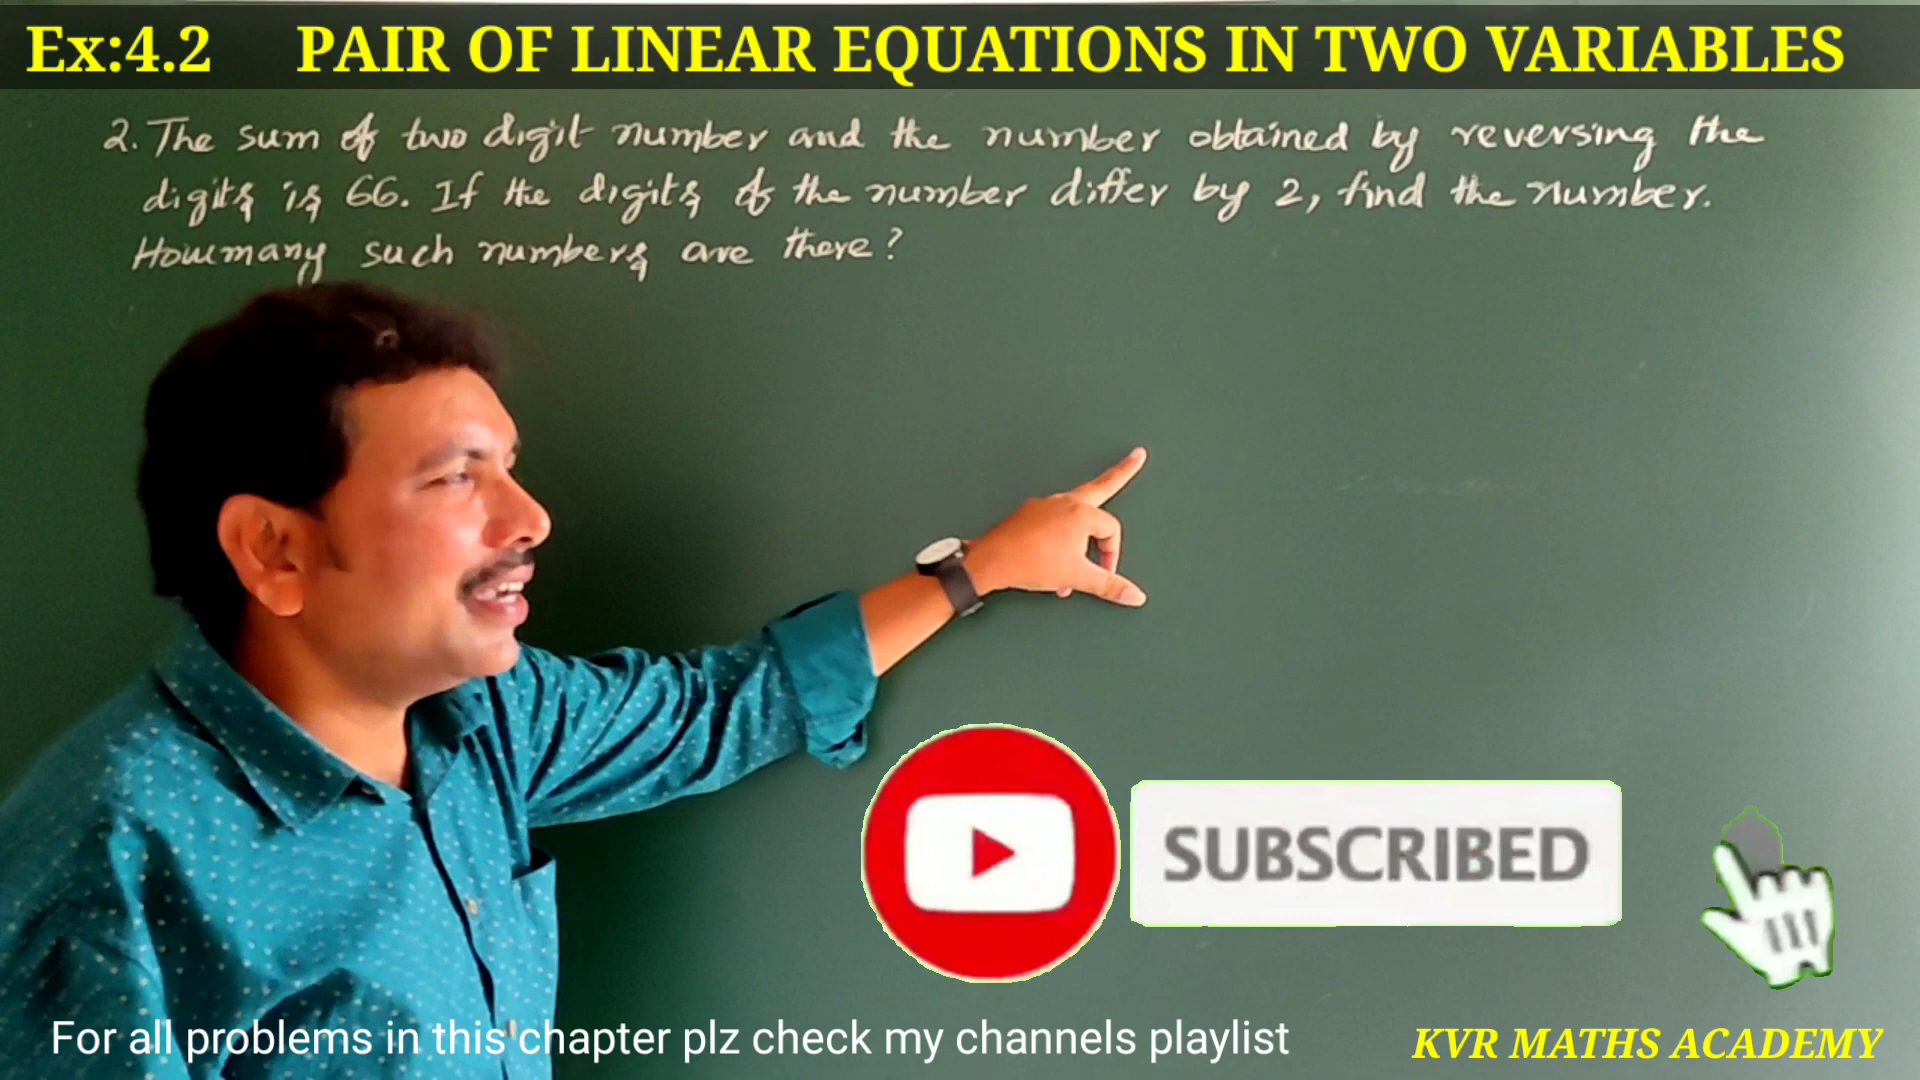 Ex:4.2 PAIR OF LINEAR EQUATIONS IN TWO VARIABLES
2. The sum of two digit number and the number obtained by reversing the
digits is 66. If the digits of the number differ by 2, find the number.
Howmany such numbers are there?
SUBSCRIBED
For all problems in this chapter plz check my channels playlist
KVR MATHS ACADEMY